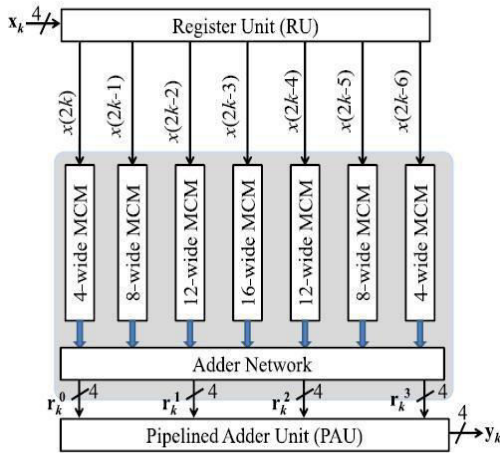 x_k 4 Register Unit (RU)
x(2k) x(2k-1) x(2k-2) x(2k-3) x(2k-4) x(2k-5) x(2k-6)
4-wide MCM 8-wide MCM 12-wide MCM 16-wide MCM 12-wide MCM 8-wide MCM 4-wide MCM
Adder Network
r_k^0 4 r_k^1 4 r_k^2 4 r_k^3 4
Pipelined Adder Unit (PAU) 4 y_k